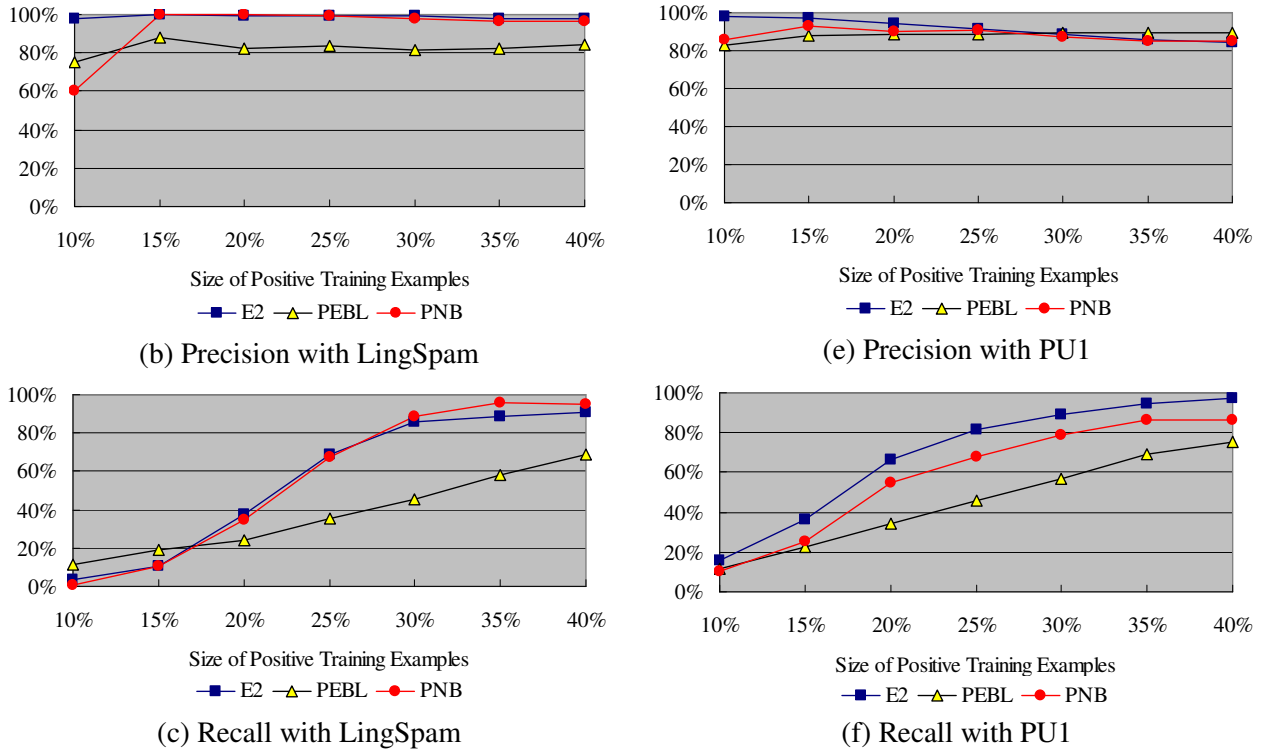 100%
80%
60%
40%
20%
0%
10% 15% 20% 25% 30% 35% 40%
Size of Positive Training Examples
E2 PEBL PNB
(b) Precision with LingSpam
100%
80%
60%
40%
20%
0%
10% 15% 20% 25% 30% 35% 40%
Size of Positive Training Examples
E2 PEBL PNB
(e) Precision with PU1
100%
80%
60%
40%
20%
0%
10% 15% 20% 25% 30% 35% 40%
Size of Positive Training Examples
E2 PEBL PNB
(c) Recall with LingSpam
100%
80%
60%
40%
20%
0%
10% 15% 20% 25% 30% 35% 40%
Size of Positive Training Examples
E2 PEBL PNB
(f) Recall with PU1